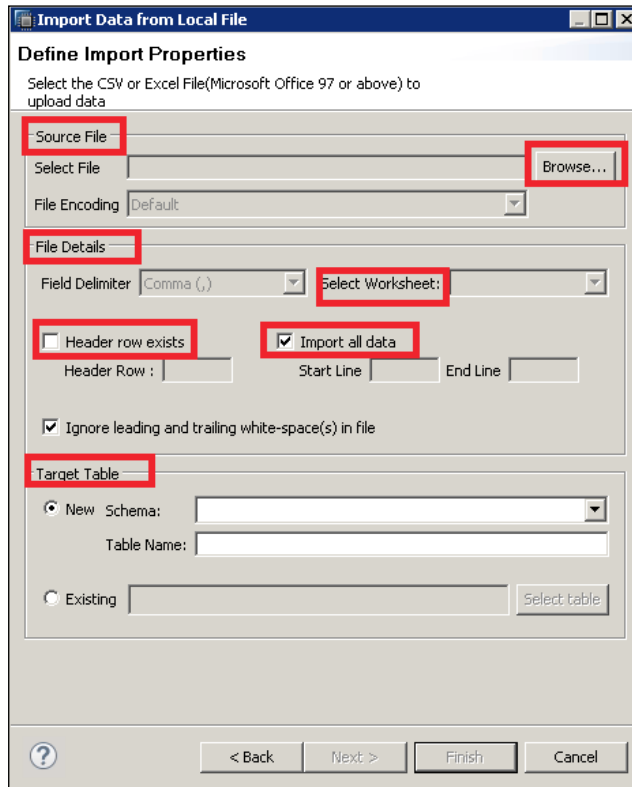 Import Data from Local File
Define Import Properties
Select the CSV or Excel File(Microsoft Office 97 or above) to
upload data
Source File
Select File Browse...
File Encoding Default
File Details
Field Delimiter Comma (,) Select Worksheet:
Header row exists Import all data
Header Row : Start Line End Line
Ignore leading and trailing white-space(s) in file
Target Table
New Schema:
Table Name:
Existing Select table
? < Back Next > Finish Cancel